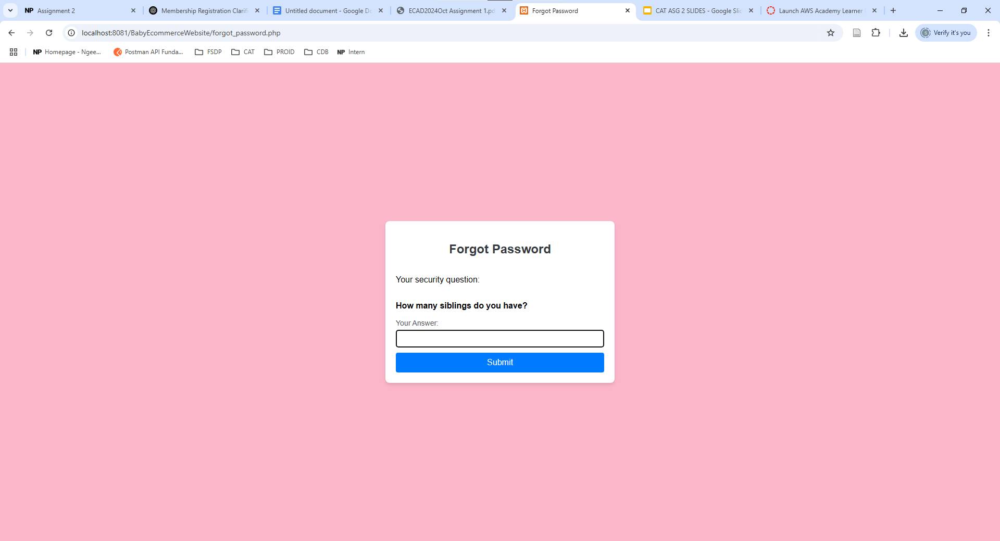 NP Assignment 2
Membership Registration Clarifi
Untitled document - Google Dc
ECAD2024Oct Assignment 1.pd
Forgot Password
CAT ASG 2 SLIDES - Google Slid
Launch AWS Academy Learner
localhost:8081/BabyEcommerceWebsite/forgot_password.php
S
Verify it's you
NP Homepage - Ngee...
Postman API Funda...
FSDP
CAT
PROID
CDB
NP Intern
Forgot Password
Your security question:
How many siblings do you have?
Your Answer:
Submit